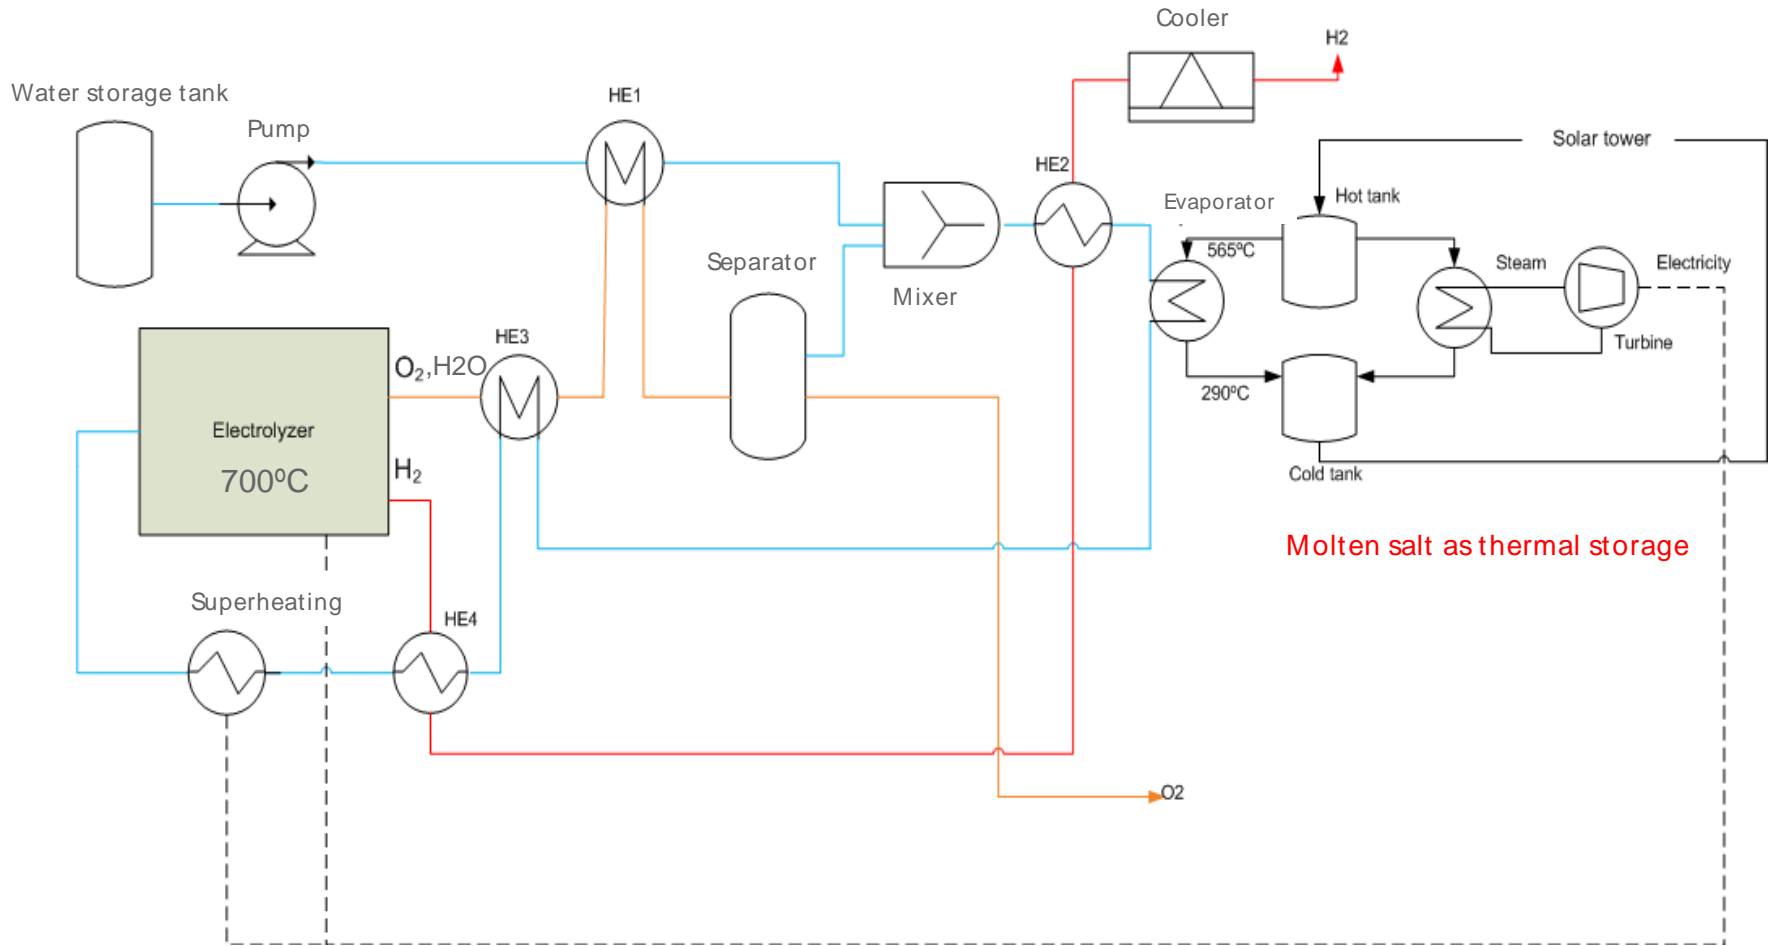 Cooler
H2
Water storage tank
HE1
Pump
Solar tower
HE2
Evaporator
Hot tank
565ºC
Separator
Steam
Electricity
Mixer
HE3
Turbine
O₂,H2O
290ºC
Electrolyzer
H₂
700ºC
Cold tank
Molten salt as thermal storage
Superheating
HE4
O2